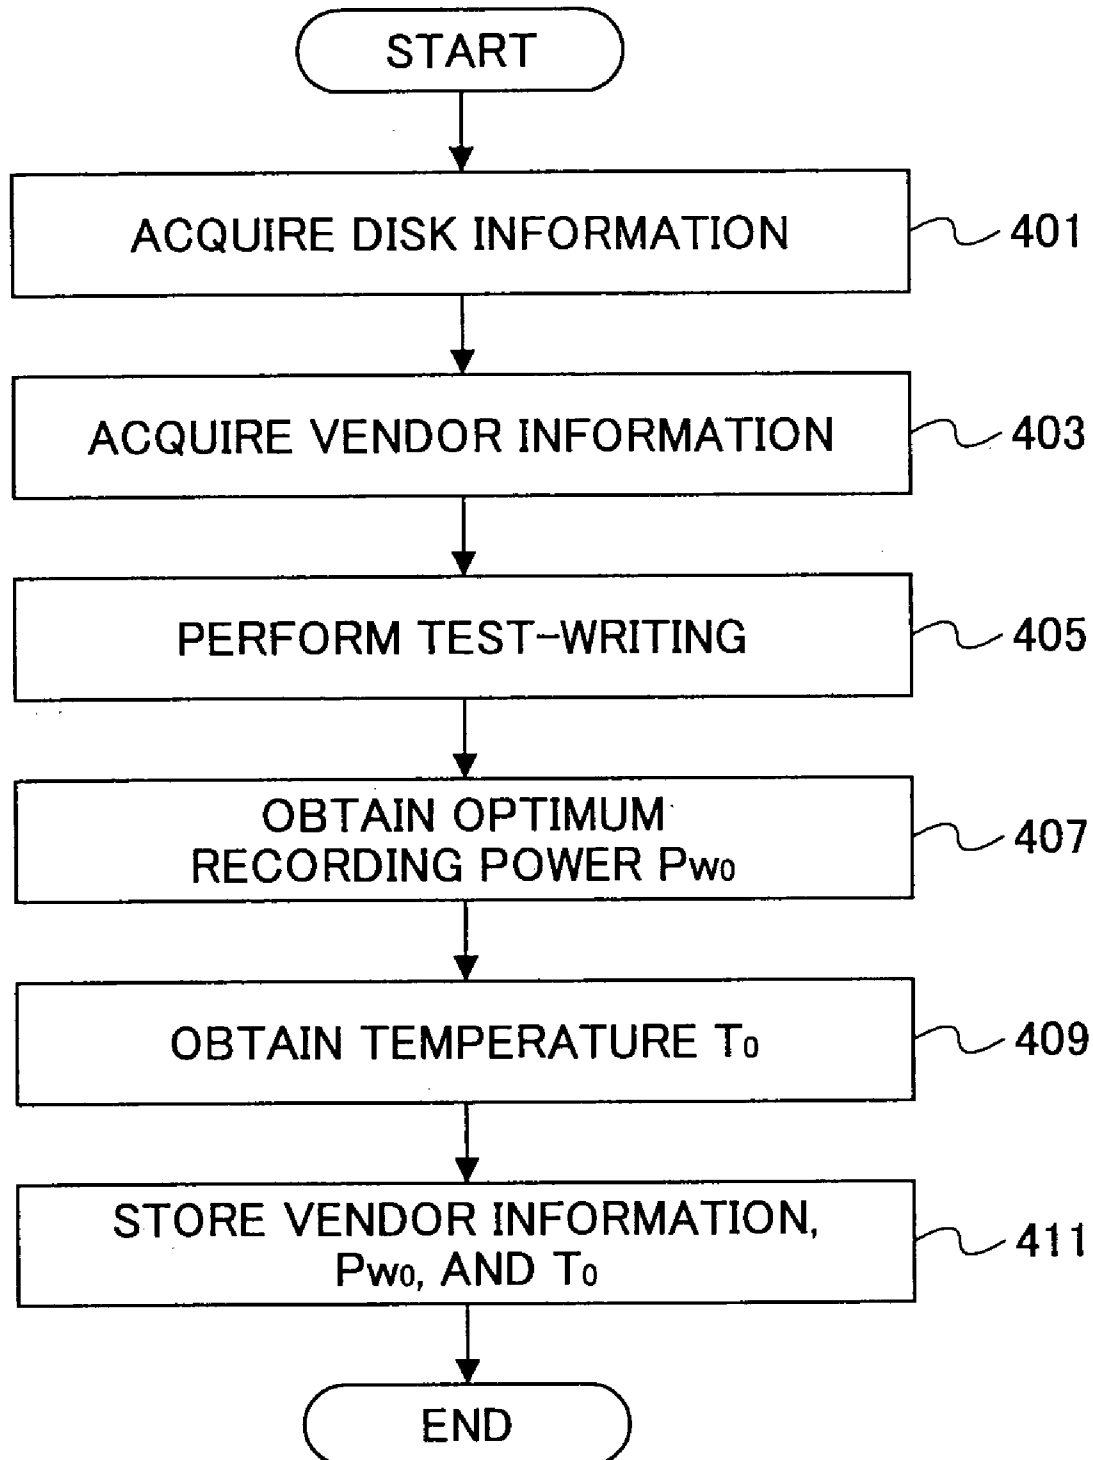 START
ACQUIRE DISK INFORMATION
401
ACQUIRE VENDOR INFORMATION
403
PERFORM TEST-WRITING
405
OBTAIN OPTIMUM
RECORDING POWER Pw₀
407
OBTAIN TEMPERATURE T₀
409
STORE VENDOR INFORMATION,
Pw₀, AND T₀
411
END